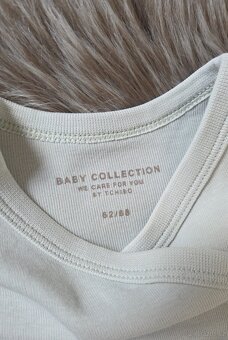 BABY COLLECTION
WE CARE FOR YOU
BY TCHIBO
62/68